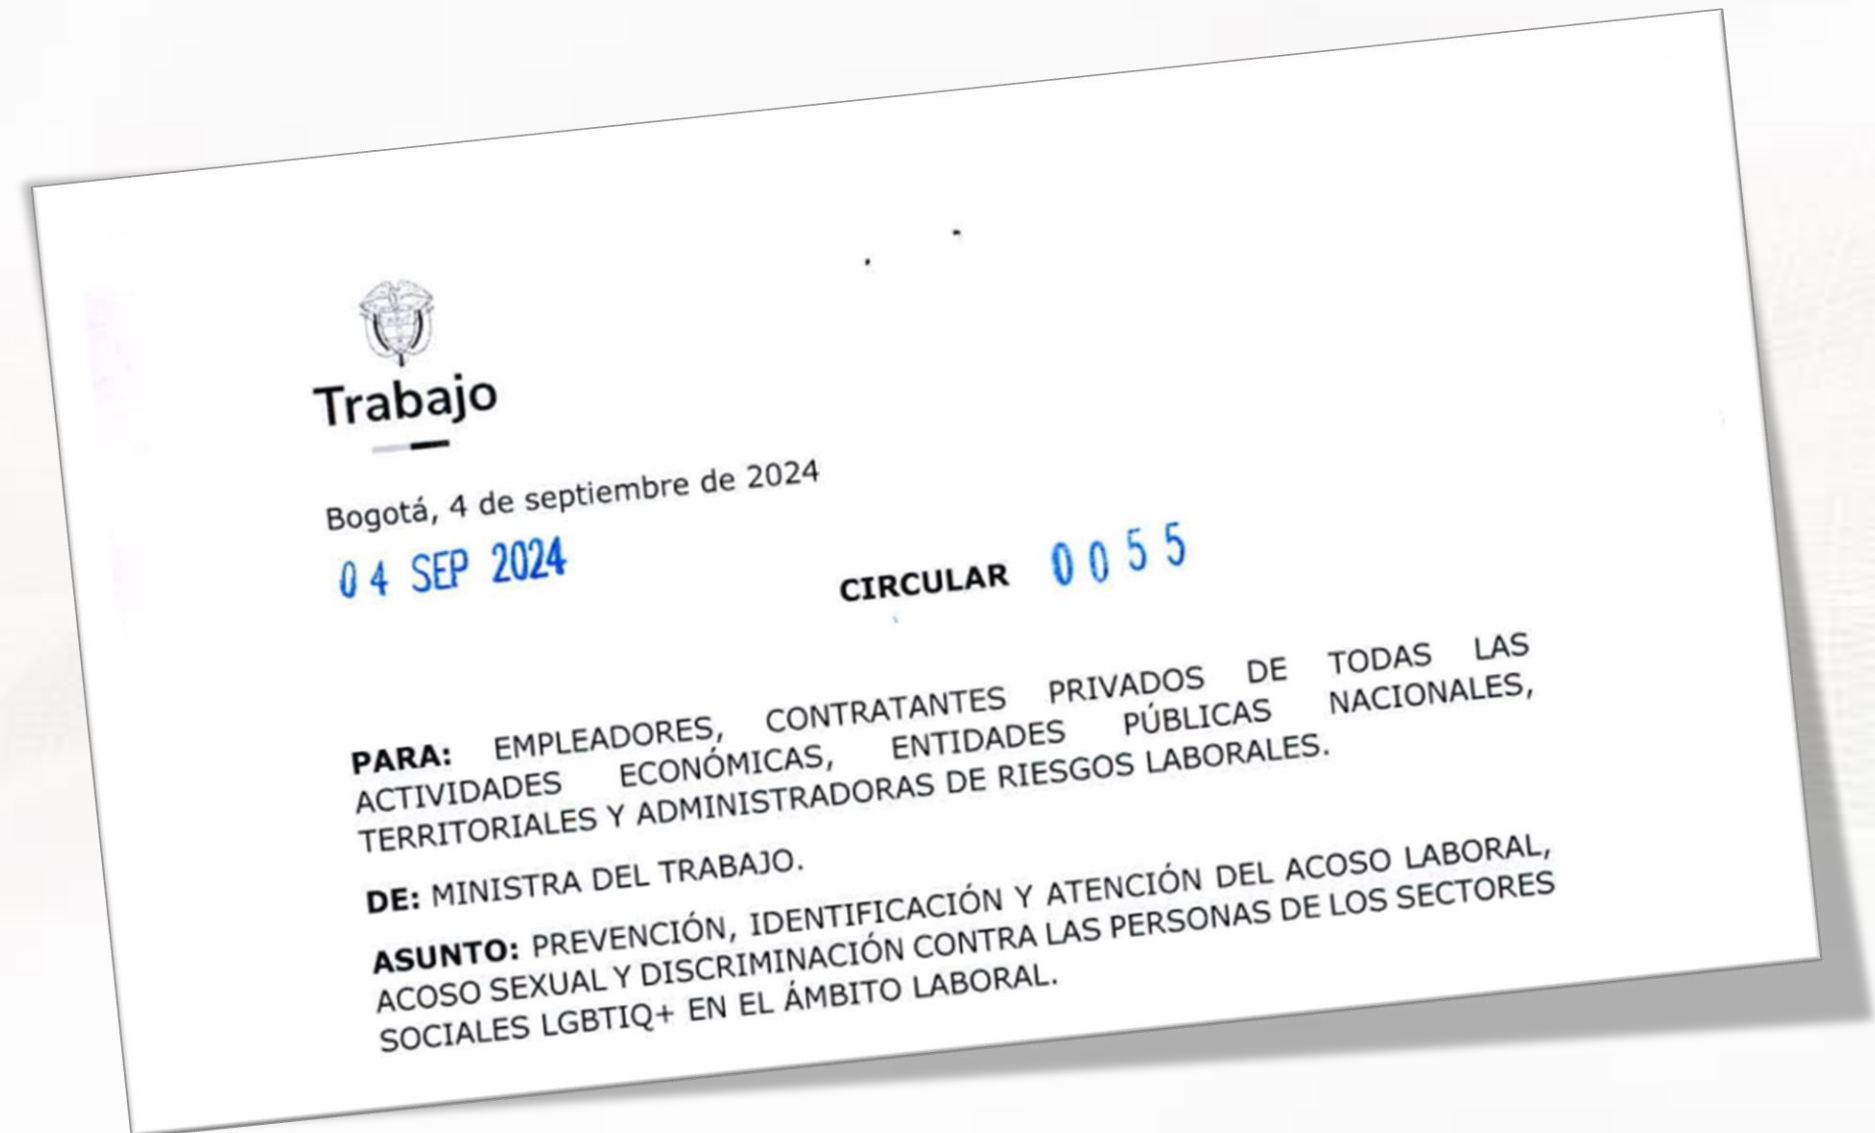 Trabajo
Bogotá, 4 de septiembre de 2024
04 SEP 2024
CIRCULAR 0055
PARA: EMPLEADORES, CONTRATANTES PRIVADOS DE TODAS LAS
ACTIVIDADES ECONÓMICAS, ENTIDADES PÚBLICAS NACIONALES,
TERRITORIALES Y ADMINISTRADORAS DE RIESGOS LABORALES.
DE: MINISTRA DEL TRABAJO.
ASUNTO: PREVENCIÓN, IDENTIFICACIÓN Y ATENCIÓN DEL ACOSO LABORAL,
ACOSO SEXUAL Y DISCRIMINACIÓN CONTRA LAS PERSONAS DE LOS SECTORES
SOCIALES LGBTIQ+ EN EL ÁMBITO LABORAL.